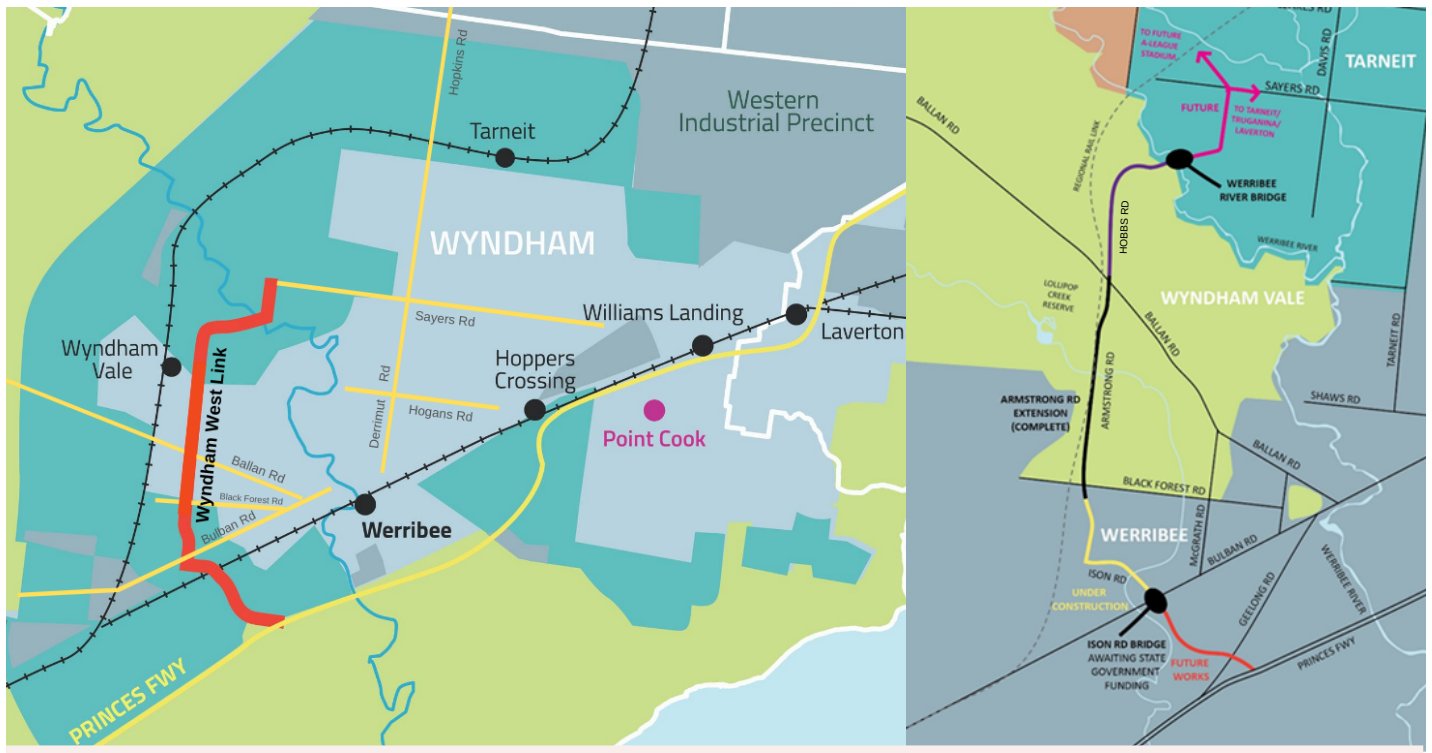 Hopkins Rd
Western
Industrial Precinct
Tarneit
WYNDHAM
Sayers Rd
Williams Landing
Laverton
Wyndham
Vale
Hoppers
Crossing
Derrimut Rd
Hogans Rd
Point Cook
Wyndham West Link
Ballan Rd
Black Forest Rd
Bulban Rd
Werribee
PRINCES FWY
TO FUTURE
A-LEAGUE
STADIUM
DAVIS RD
TARNEIT
SAYERS RD
FUTURE
TO TARNEIT/
TRUGANINA/
LAVERTON
BALLAN RD
REGIONAL RAIL LINK
WERRIBEE
RIVER BRIDGE
HOBBS RD
WERRIBEE RIVER
LOLLIPOP
CREEK
RESERVE
WYNDHAM VALE
BALLAN RD
TARNEIT RD
ARMSTRONG RD
ARMSTRONG RD
EXTENSION
(COMPLETE)
SHAWS RD
BALLAN RD
BLACK FOREST RD
McGRATH RD
WERRIBEE
BULBAN RD
ISON RD
UNDER
CONSTRUCTION
GEELONG RD
WERRIBEE RIVER
ISON RD BRIDGE
AWAITING STATE
GOVERNMENT
FUNDING
FUTURE
WORKS
PRINCES FWY